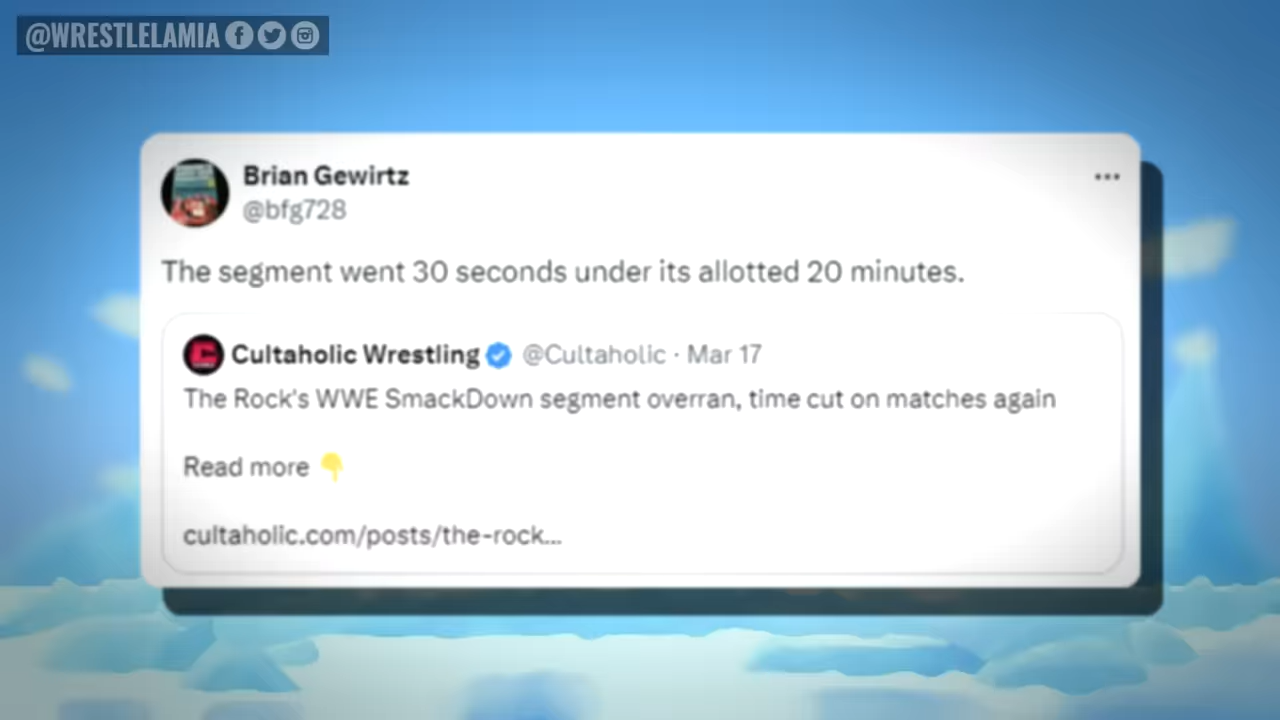 @WRESTLELAMIA
Brian Gewirtz
@bfg728
The segment went 30 seconds under its allotted 20 minutes.
Cultaholic Wrestling @Cultaholic · Mar 17
The Rock's WWE SmackDown segment overran, time cut on matches again
Read more 👇
cultaholic.com/posts/the-rock...